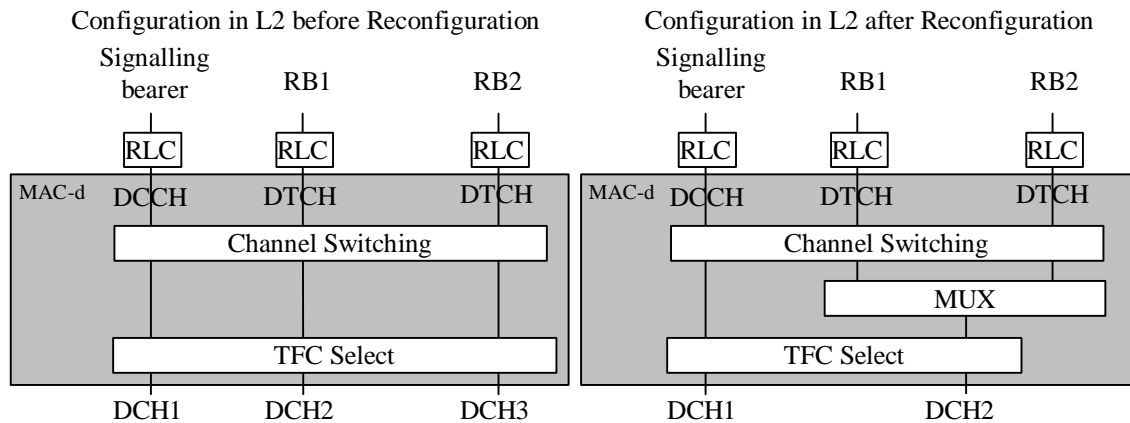 Configuration in L2 before Reconfiguration
Signalling
bearer
RB1
RB2
RLC
RLC
RLC
MAC-d
DCCH
DTCH
DTCH
Channel Switching
TFC Select
DCH1
DCH2
DCH3
Configuration in L2 after Reconfiguration
Signalling
bearer
RB1
RB2
RLC
RLC
RLC
MAC-d
DCCH
DTCH
DTCH
Channel Switching
MUX
TFC Select
DCH1
DCH2